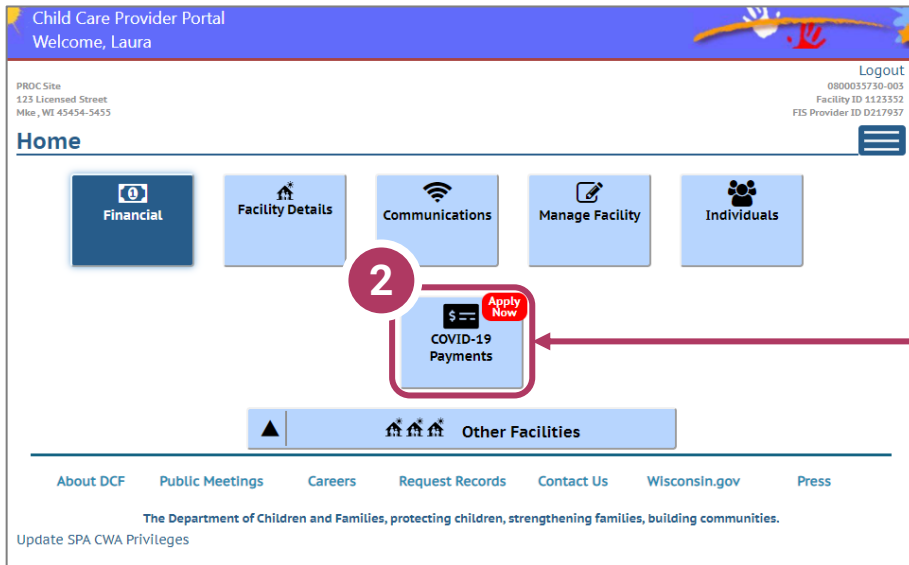 Child Care Provider Portal
Welcome, Laura
Logout
PROC Site
123 Licensed Street
Mke , WI 45454-5455
0800035730-003
Facility ID 1123352
FIS Provider ID D217937
Home
Financial
Facility Details
Communications
Manage Facility
Individuals
2
Apply
Now
COVID-19
Payments
Other Facilities
About DCF Public Meetings Careers Request Records Contact Us Wisconsin.gov Press
The Department of Children and Families, protecting children, strengthening families, building communities.
Update SPA CWA Privileges